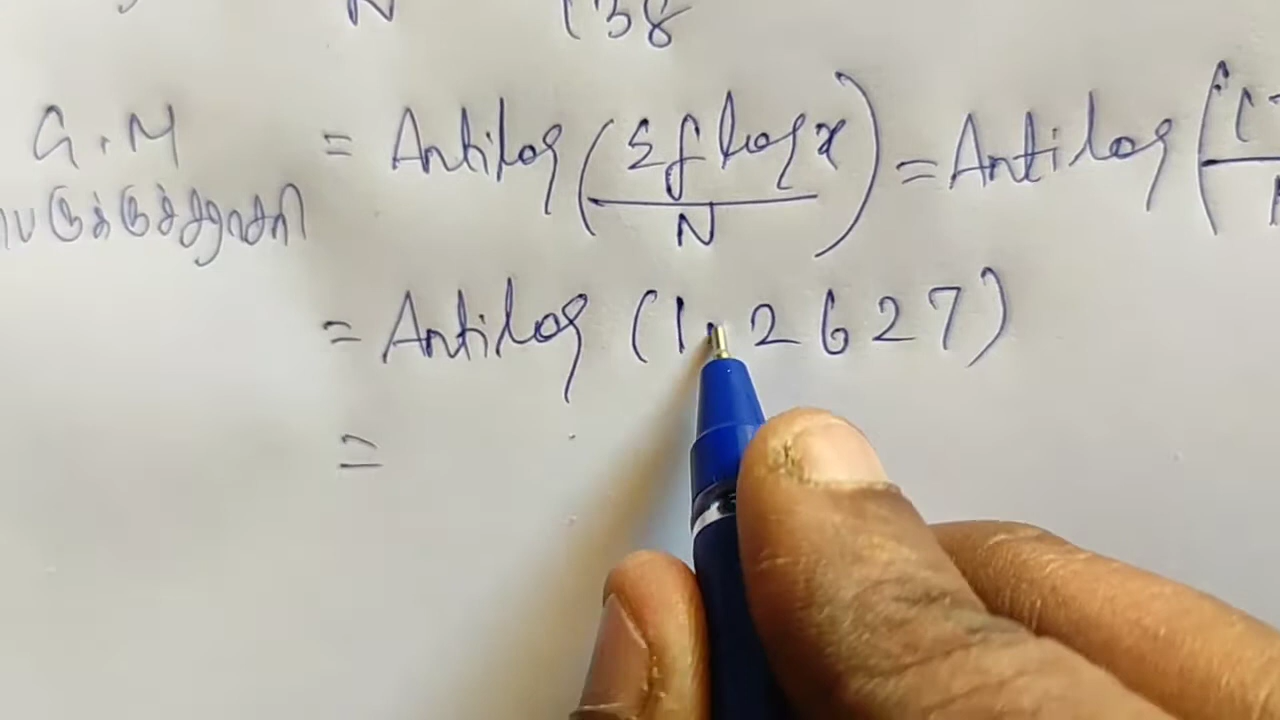 N 138
G.M = Antilog (Σf log x / N) = Antilog (
= Antilog (1.2627)
=